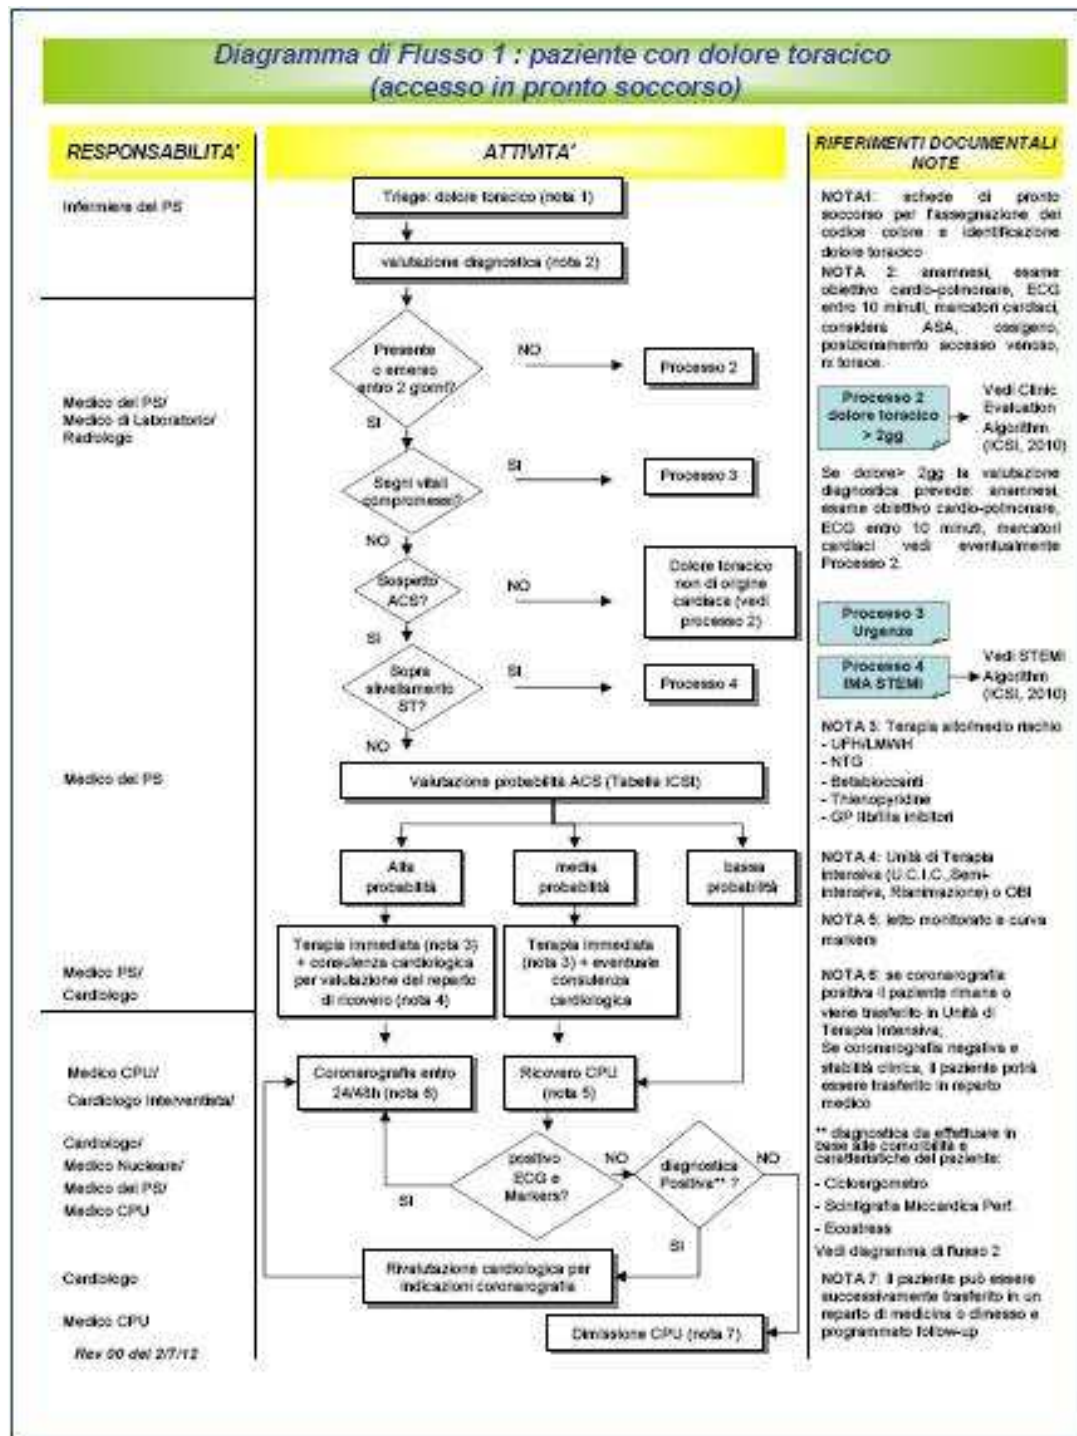 Diagramma di Flusso 1 : paziente con dolore toracico
(accesso in pronto soccorso)
RESPONSABILITA'
ATTIVITA'
RIFERIMENTI DOCUMENTALI
NOTE
Infermiere del PS
Medico del PS/
Medico di Laboratorio/
Radiologo
Medico del PS
Medico PS/
Cardiologo
Medico CPU/
Cardiologo Interventista/
Cardiologo/
Medico Nucleare/
Medico del PS/
Medico CPU
Cardiologo
Medico CPU
Rev 00 del 2/7/12
Triage: dolore toracico (nota 1)
valutazione diagnostica (nota 2)
Presente
o emerso
entro 2 giorni?
NO
Processo 2
SI
Segni vitali
compromessi?
SI
Processo 3
NO
Sospetto
ACS?
NO
Dolore toracico
non di origine
cardiaca (vedi
processo 2)
SI
Sopra
slivellamento
ST?
SI
Processo 4
NO
Valutazione probabilità ACS (Tabella ICSI)
Alta
probabilità
media
probabilità
bassa
probabilità
Terapia immediata (nota 3)
+ consulenza cardiologica
per valutazione del reparto
di ricovero (nota 4)
Terapia immediata
(nota 3) + eventuale
consulenza
cardiologica
Coronarografia entro
24/48h (nota 6)
Ricovero CPU
(nota 5)
positivo
ECG e
Markers?
SI
NO
diagnostica
Positiva** ?
NO
SI
Rivalutazione cardiologica per
indicazioni coronarografia
Dimissione CPU (nota 7)
NOTA1: schede di pronto
soccorso per l'assegnazione del
codice colore e identificazione
dolore toracico
NOTA 2: anamnesi, esame
obiettivo cardio-polmonare, ECG
entro 10 minuti, marcatori cardiaci,
considera ASA, ossigeno,
posizionamento accesso venoso,
rx torace.
Processo 2
dolore toracico
> 2gg
Vedi Clinic
Evaluation
Algorithm
(ICSI, 2010)
Se dolore> 2gg la valutazione
diagnostica prevede: anamnesi,
esame obiettivo cardio-polmonare,
ECG entro 10 minuti, marcatori
cardiaci vedi eventualmente
Processo 2.
Processo 3
Urgenze
Processo 4
IMA STEMI
Vedi STEMI
Algorithm
(ICSI, 2010)
NOTA 3: Terapia alto/medio rischio
- UFH/LMWH
- NTG
- Betabloccanti
- Thienopyridine
- GP IIb/IIIa inibitori
NOTA 4: Unità di Terapia
intensiva (U.C.I.C.,Semi-
intensiva, Rianimazione) o OBI
NOTA 5: letto monitorato e curva
markers
NOTA 6: se coronarografia
positiva il paziente rimane o
viene trasferito in Unità di
Terapia Intensiva;
Se coronarografia negativa e
stabilità clinica, il paziente potrà
essere trasferito in reparto
medico
** diagnostica da effettuare in
base alle comorbilità e
caratteristiche del paziente:
- Cicloergometro
- Scintigrafia Miocardica Perf.
- Ecostress
Vedi diagramma di flusso 2
NOTA 7: il paziente può essere
successivamente trasferito in un
reparto di medicina o dimesso e
programmato follow-up